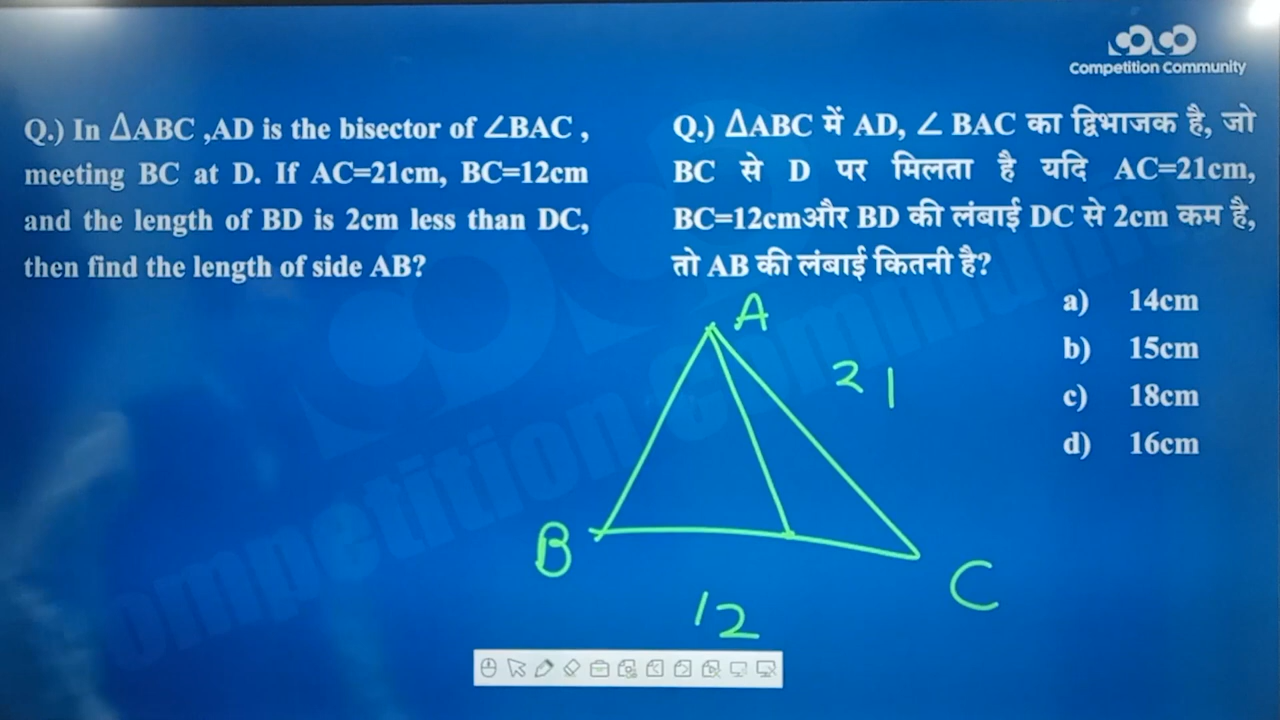 Competition Community
Q.) In ΔABC ,AD is the bisector of ∠BAC ,
meeting BC at D. If AC=21cm, BC=12cm
and the length of BD is 2cm less than DC,
then find the length of side AB?
Q.) ΔABC में AD, ∠ BAC का द्विभाजक है, जो
BC से D पर मिलता है यदि AC=21cm,
BC=12cmऔर BD की लंबाई DC से 2cm कम है,
तो AB की लंबाई कितनी है?
a) 14cm
b) 15cm
c) 18cm
d) 16cm
A
21
B
C
12
ompetition community